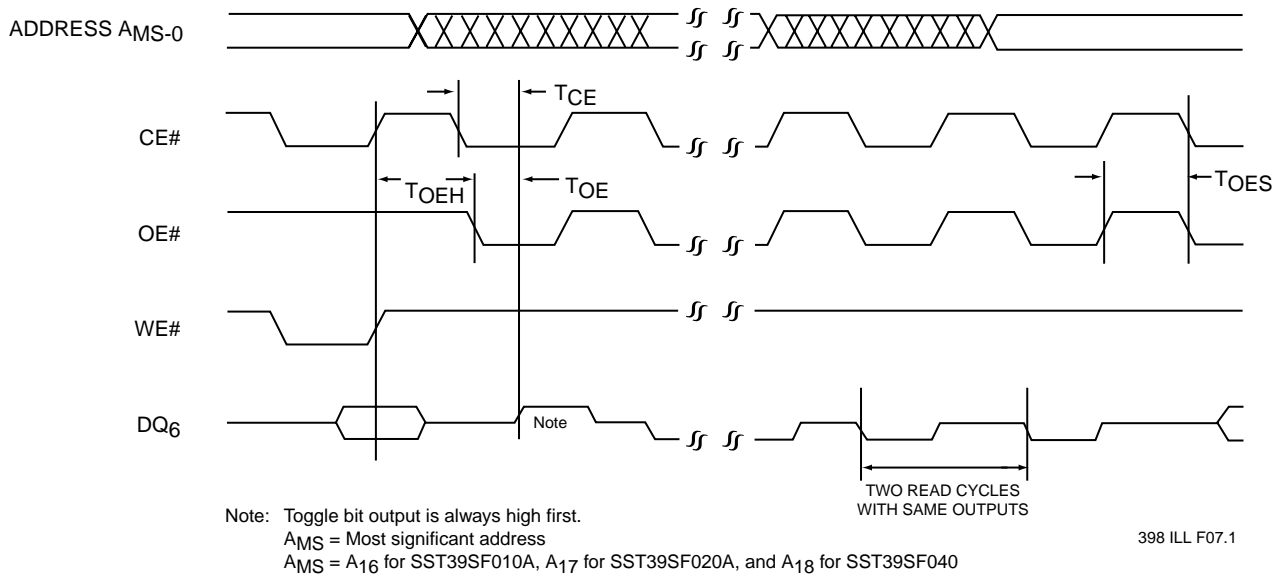 ADDRESS AMS-0
TCE
CE#
TOEH
TOE
TOES
OE#
WE#
DQ6
Note
TWO READ CYCLES
WITH SAME OUTPUTS
Note: Toggle bit output is always high first.
AMS = Most significant address
398 ILL F07.1
AMS = A16 for SST39SF010A, A17 for SST39SF020A, and A18 for SST39SF040